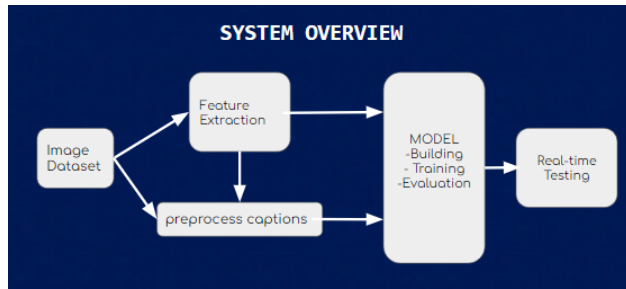 SYSTEM OVERVIEW
Feature
Extraction
Image
Dataset
preprocess captions
MODEL
-Building
- Training
-Evaluation
Real-time
Testing